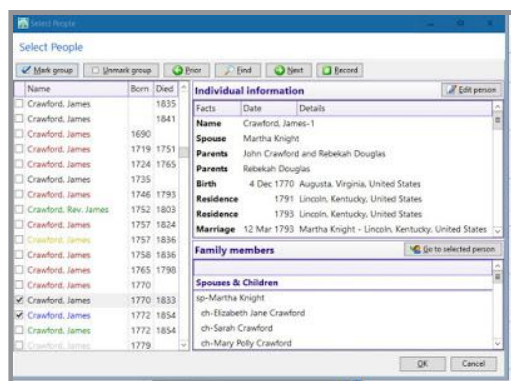 Select People
Select People
Mark group Unmark group Prior Find Next Record
Name Born Died
Crawford, James 1835
Crawford, James 1841
Crawford, James 1690
Crawford, James 1719 1751
Crawford, James 1724 1765
Crawford, James 1735
Crawford, James 1746 1793
Crawford, Rev. James 1752 1803
Crawford, James 1757 1824
Crawford, James 1757 1836
Crawford, James 1758 1836
Crawford, James 1765 1798
Crawford, James 1770
Crawford, James 1770 1833
Crawford, James 1772 1854
Crawford, James 1772 1854
Crawford, James 1779
Individual information Edit person
Facts Date Details
Name Crawford, James-1
Spouse Martha Knight
Parents John Crawford and Rebekah Douglas
Parents Rebekah Douglas
Birth 4 Dec 1770 Augusta, Virginia, United States
Residence 1791 Lincoln, Kentucky, United States
Residence 1793 Lincoln, Kentucky, United States
Marriage 12 Mar 1793 Martha Knight - Lincoln, Kentucky, United States
Family members Go to selected person
Spouses & Children
sp-Martha Knight
ch-Elizabeth Jane Crawford
ch-Sarah Crawford
ch-Mary Polly Crawford
OK Cancel